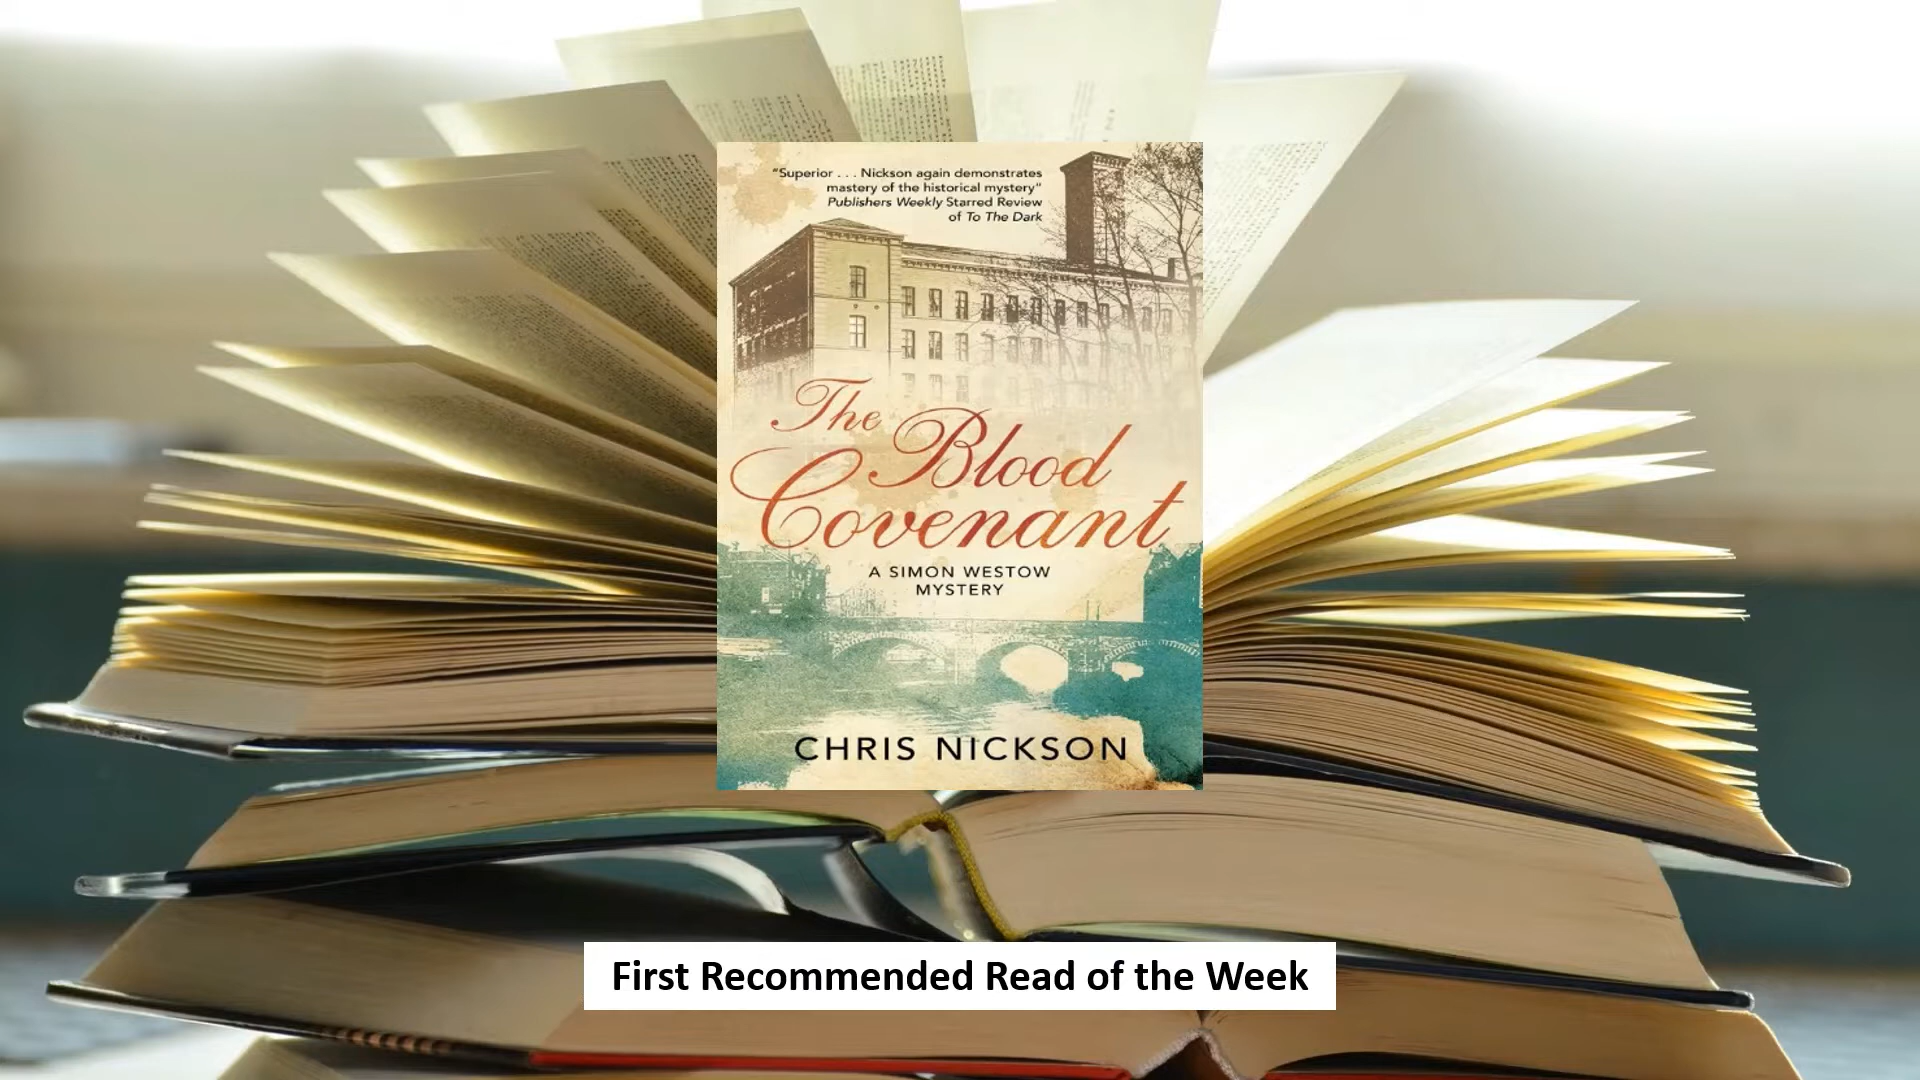 "Superior . . . Nickson again demonstrates
mastery of the historical mystery"
Publishers Weekly Starred Review
of To The Dark
The
Blood
Covenant
A SIMON WESTOW
MYSTERY
CHRIS NICKSON
First Recommended Read of the Week